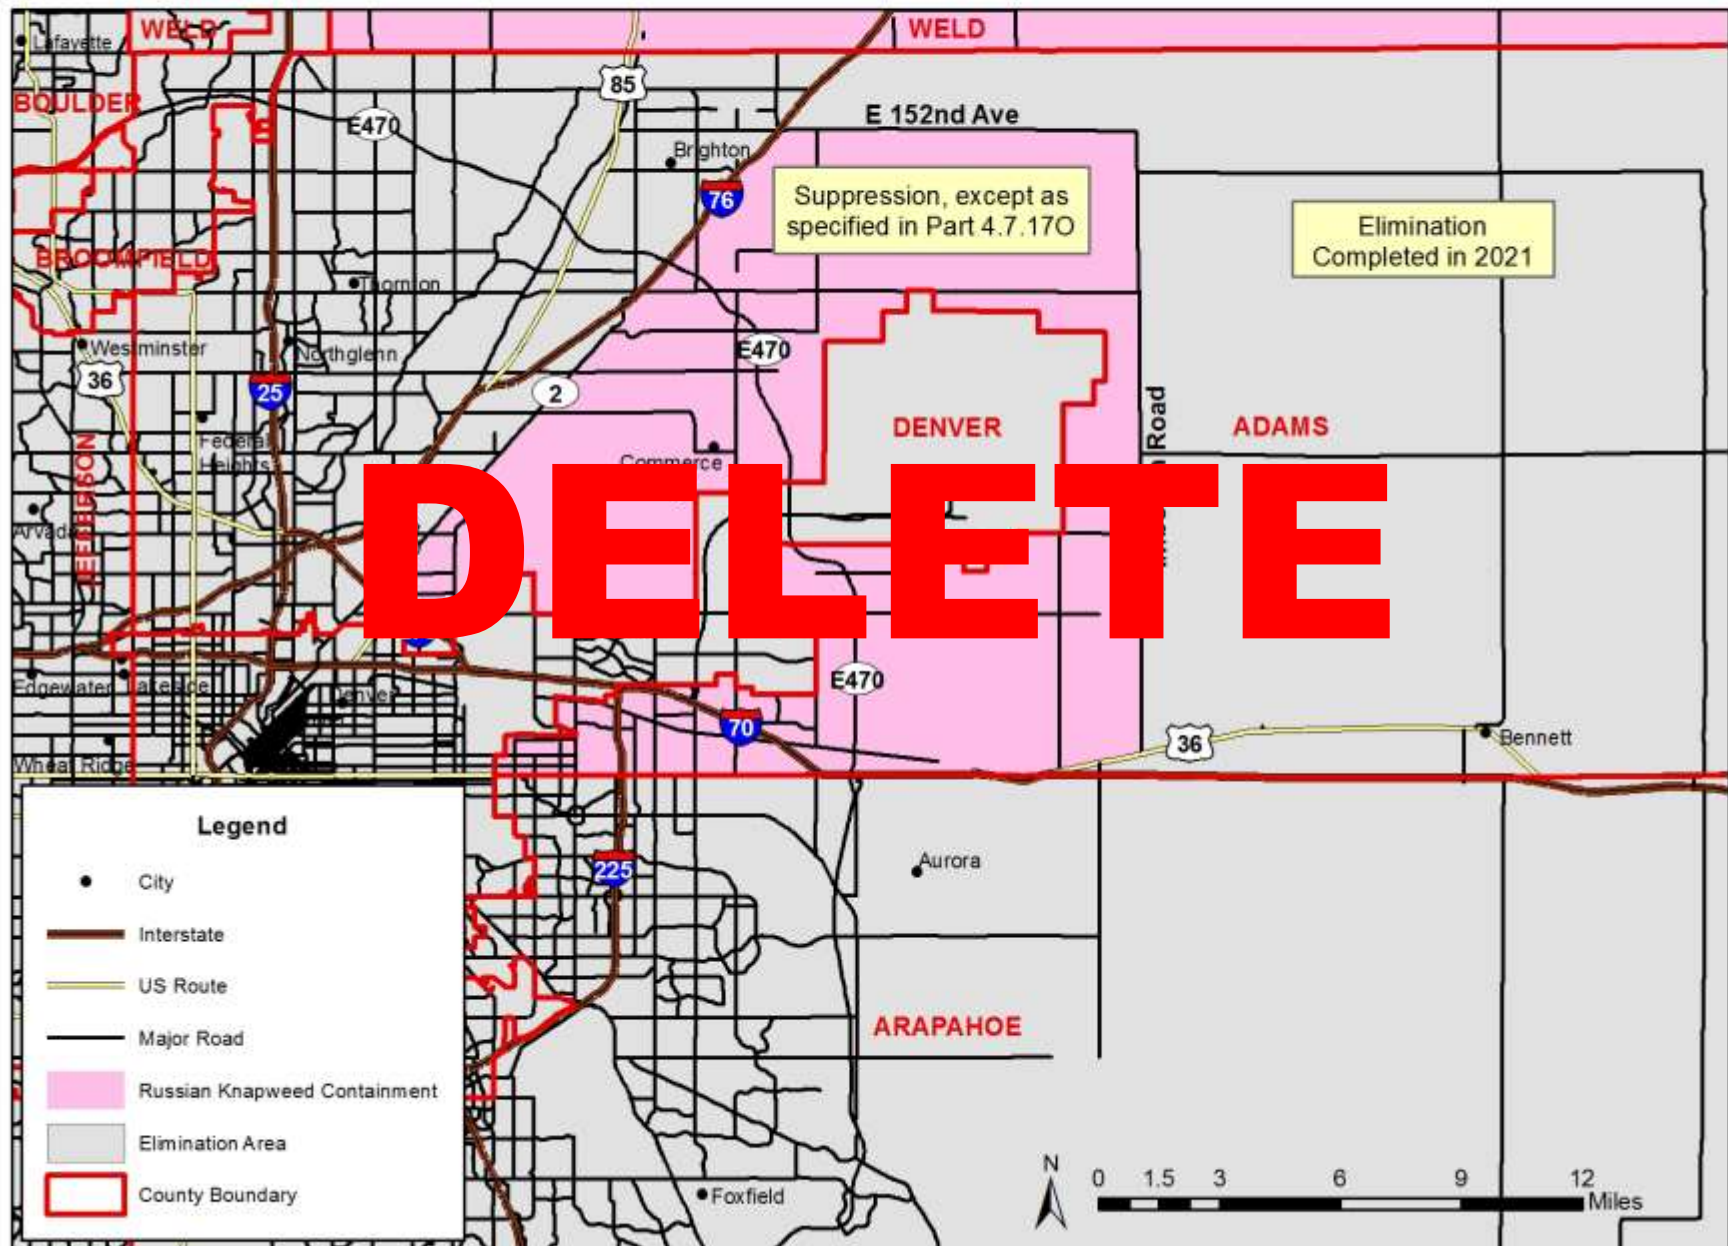 WELD
WELD
Lafayette
85
BOULDER
E 152nd Ave
E470
Brighton
76
Suppression, except as
specified in Part 4.7.17O
Elimination
Completed in 2021
BROOMFIELD
Thornton
Westminster
Northglenn
E470
36
25
2
DENVER
ADAMS
Road
Federal
Heights
Commerce
JEFFERSON
DELETE
Arvada
Edgewater
Lakeside
E470
Denver
70
36
Bennett
Wheat Ridge
Legend
City
Interstate
US Route
Major Road
Russian Knapweed Containment
Elimination Area
County Boundary
225
Aurora
ARAPAHOE
Foxfield
N
0 1.5 3 6 9 12
Miles